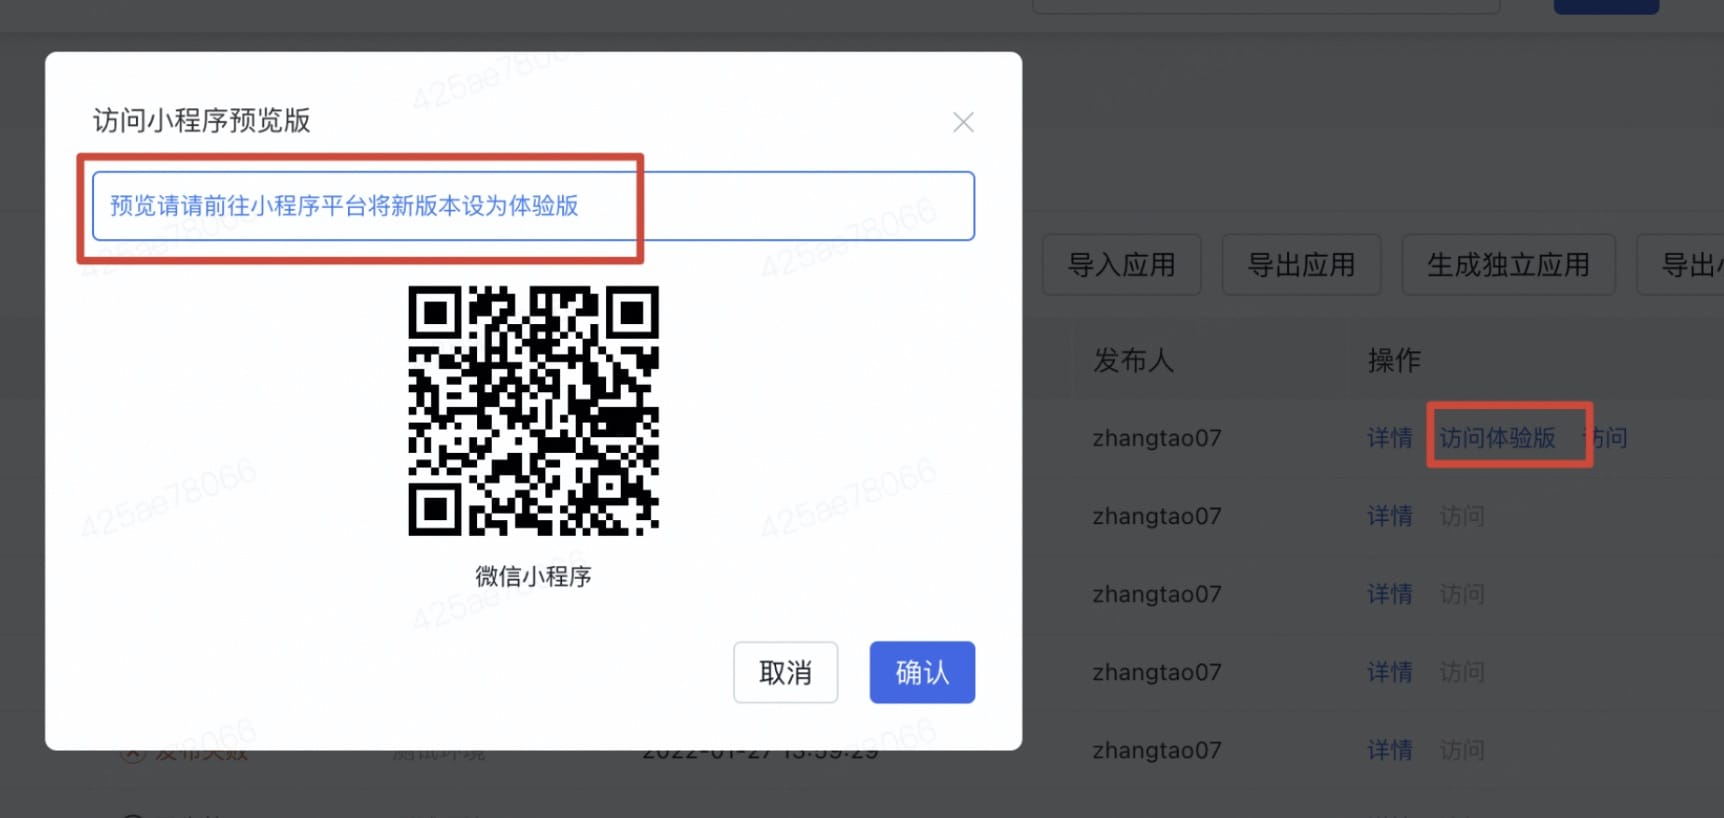 访问小程序预览版
预览请请前往小程序平台将新版本设为体验版
微信小程序
取消 确认
导入应用 导出应用 生成独立应用 导出小
发布人 操作
zhangtao07 详情 访问体验版 访问
zhangtao07 详情 访问
zhangtao07 详情 访问
zhangtao07 详情 访问
发布失败 测试环境 2022-01-27 13:59:29 zhangtao07 详情 访问
425ae78066